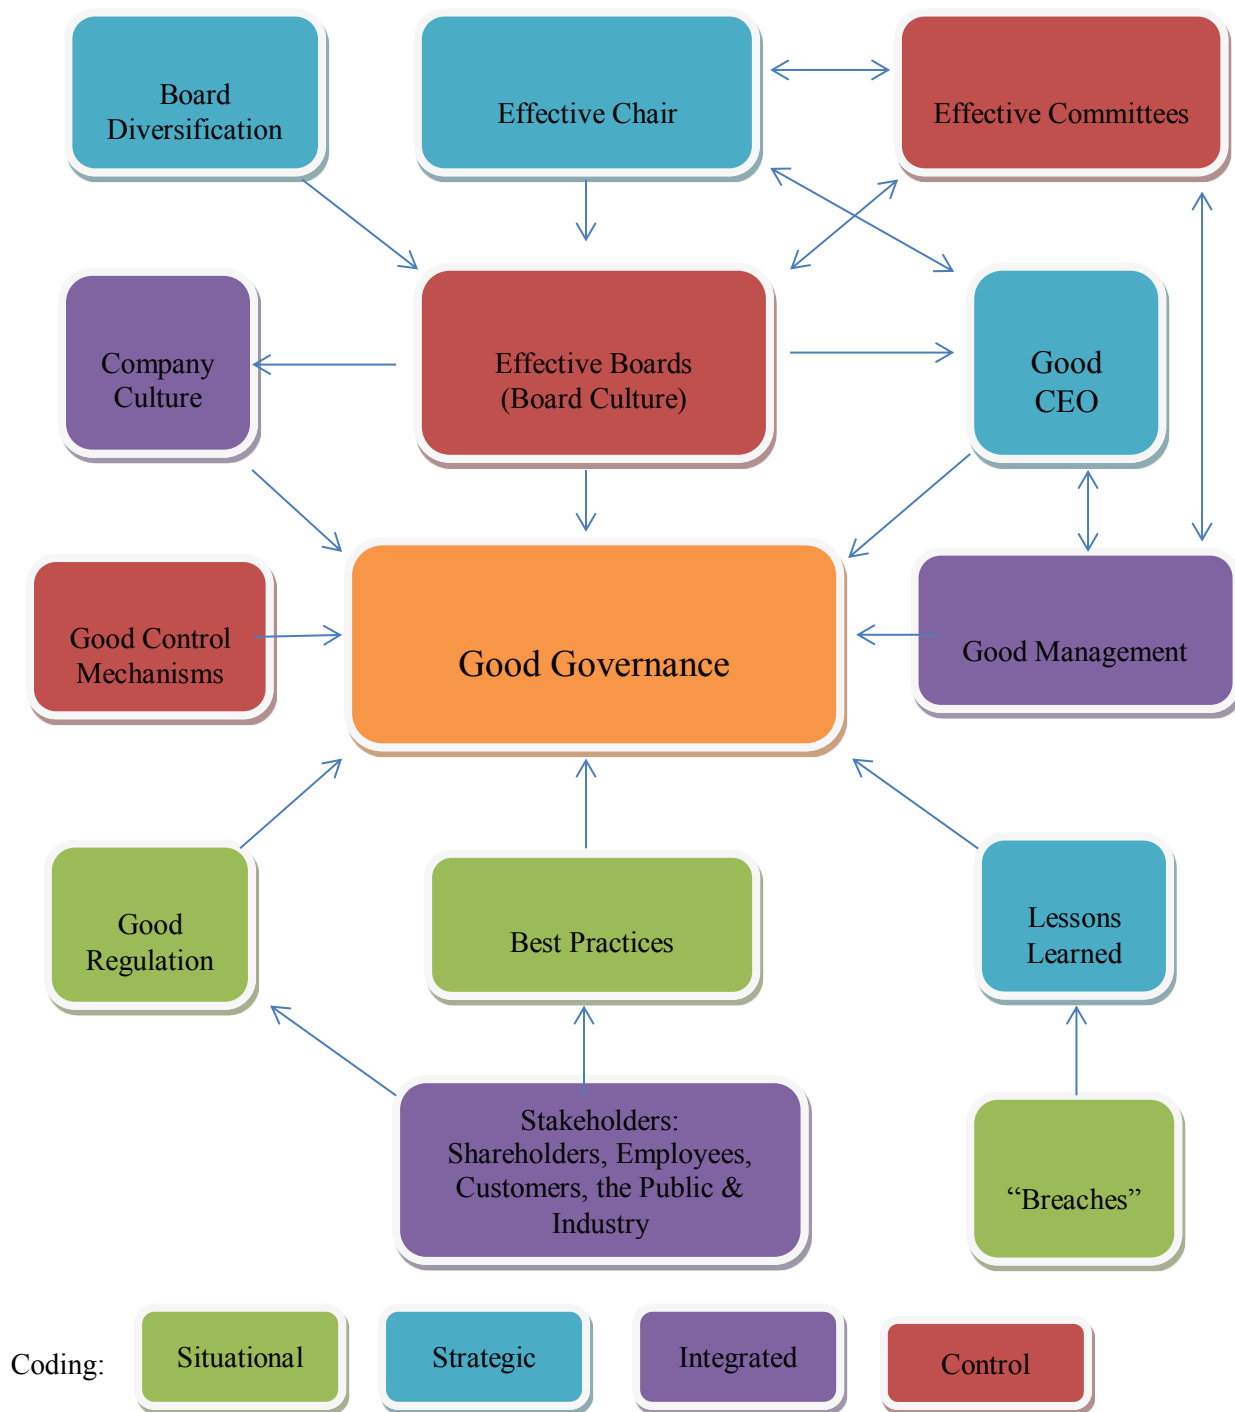 Board
Diversification
Effective Chair
Effective Committees
Company
Culture
Effective Boards
(Board Culture)
Good
CEO
Good Control
Mechanisms
Good Governance
Good Management
Good
Regulation
Best Practices
Lessons
Learned
Stakeholders:
Shareholders, Employees,
Customers, the Public &
Industry
“Breaches”
Coding:
Situational
Strategic
Integrated
Control